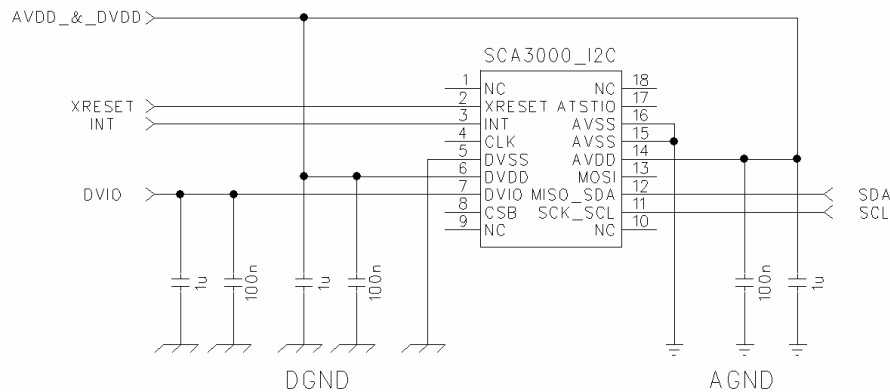 AVDD_&_DVDD
SCA3000_I2C
1 NC NC 18
XRESET 2 XRESET ATSTIO 17
INT 3 INT AVSS 16
4 CLK AVSS 15
5 DVSS AVDD 14
6 DVDD MOSI 13
DVIO 7 DVIO MISO_SDA 12 SDA
8 CSB SCK_SCL 11 SCL
9 NC NC 10
1u 100n 1u 100n 100n 1u
DGND AGND